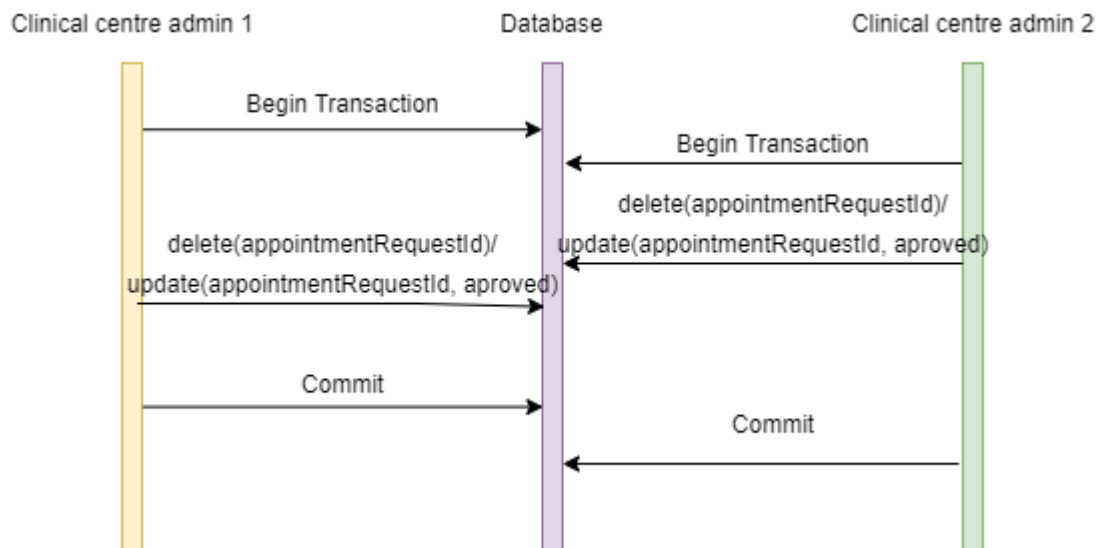 Clinical centre admin 1
Database
Clinical centre admin 2
Begin Transaction
Begin Transaction
delete(appointmentRequestId)/
update(appointmentRequestId, aproved)
delete(appointmentRequestId)/
update(appointmentRequestId, aproved)
Commit
Commit